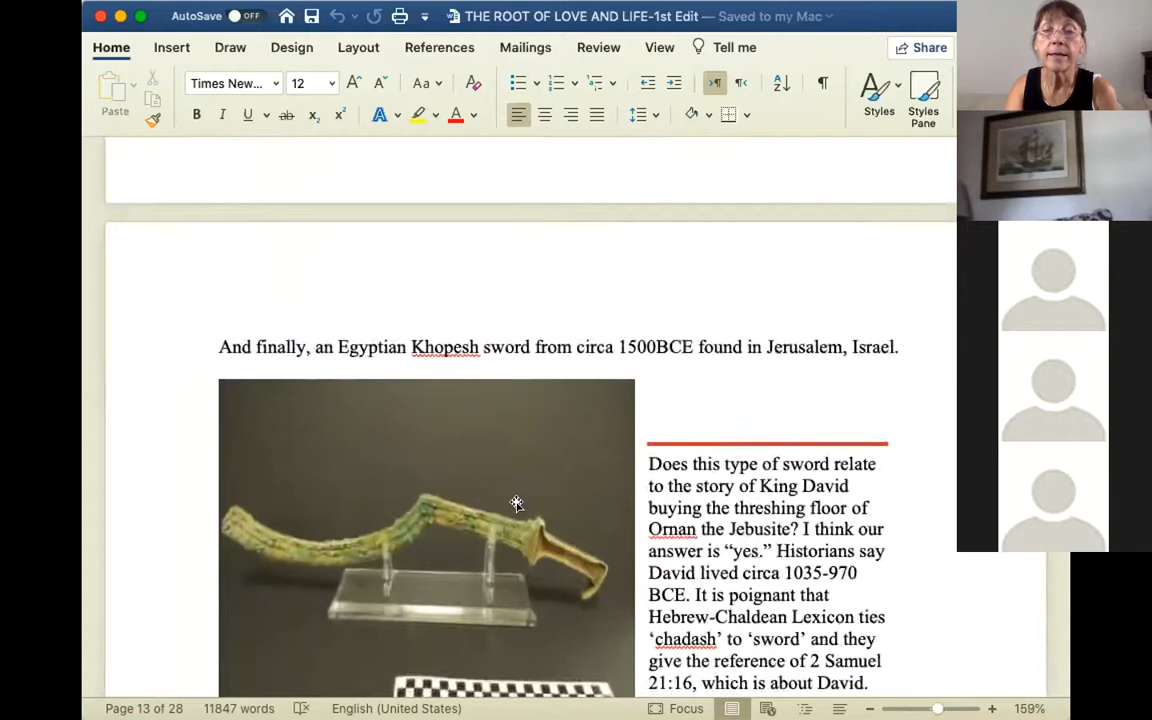 AutoSave OFF THE ROOT OF LOVE AND LIFE-1st Edit — Saved to my Mac
Home Insert Draw Design Layout References Mailings Review View Tell me Share
Times New... 12 Aa
Paste B I U ab x₂ x² A A Styles Styles
Pane
And finally, an Egyptian Khopesh sword from circa 1500BCE found in Jerusalem, Israel.
Does this type of sword relate
to the story of King David
buying the threshing floor of
Ornan the Jebusite? I think our
answer is “yes.” Historians say
David lived circa 1035-970
BCE. It is poignant that
Hebrew-Chaldean Lexicon ties
‘chadash’ to ‘sword’ and they
give the reference of 2 Samuel
21:16, which is about David.
Page 13 of 28 11847 words English (United States) Focus 159%